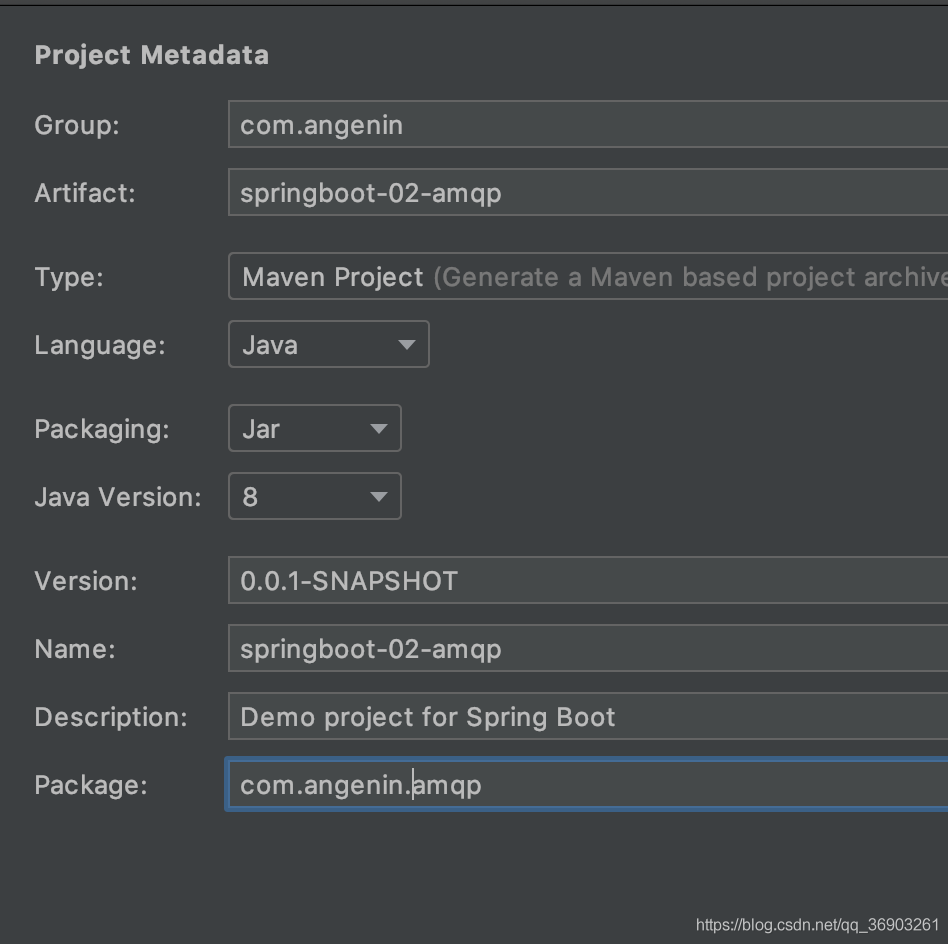 Project Metadata
Group: com.angenin
Artifact: springboot-02-amqp
Type: Maven Project (Generate a Maven based project archive
Language: Java
Packaging: Jar
Java Version: 8
Version: 0.0.1-SNAPSHOT
Name: springboot-02-amqp
Description: Demo project for Spring Boot
Package: com.angenin.amqp
https://blog.csdn.net/qq_36903261